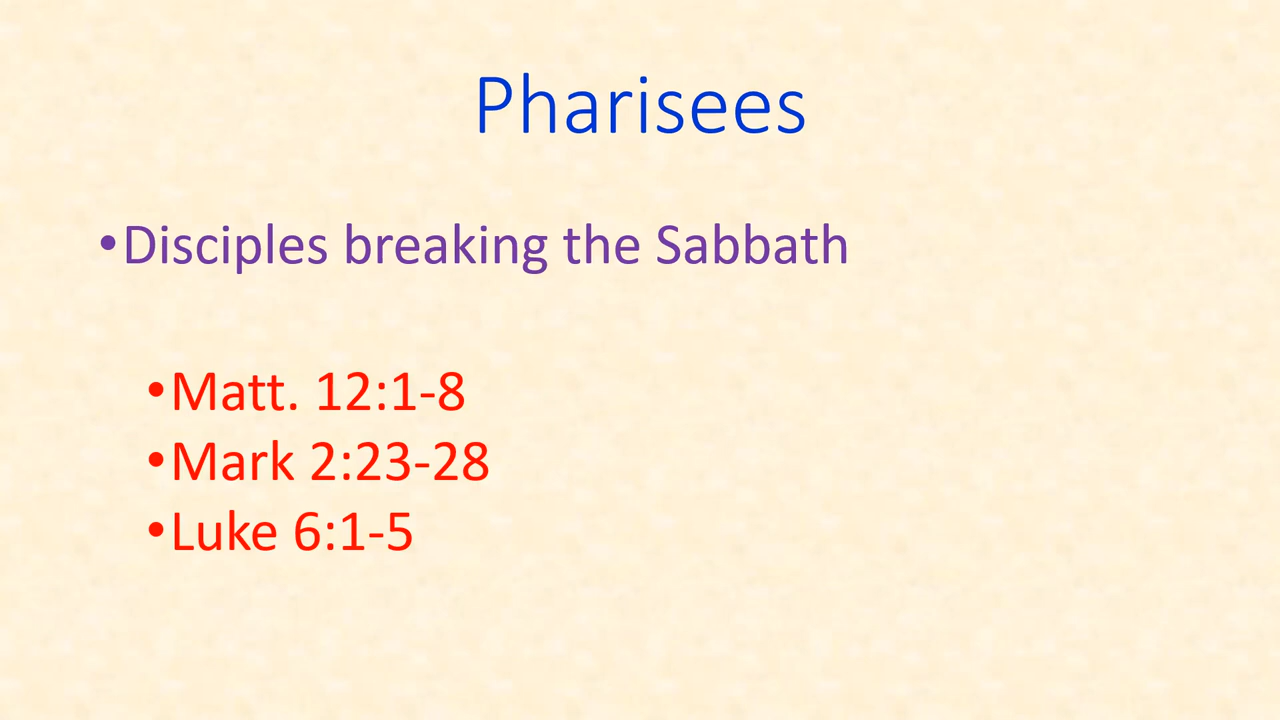 Pharisees
•Disciples breaking the Sabbath
•Matt. 12:1-8
•Mark 2:23-28
•Luke 6:1-5